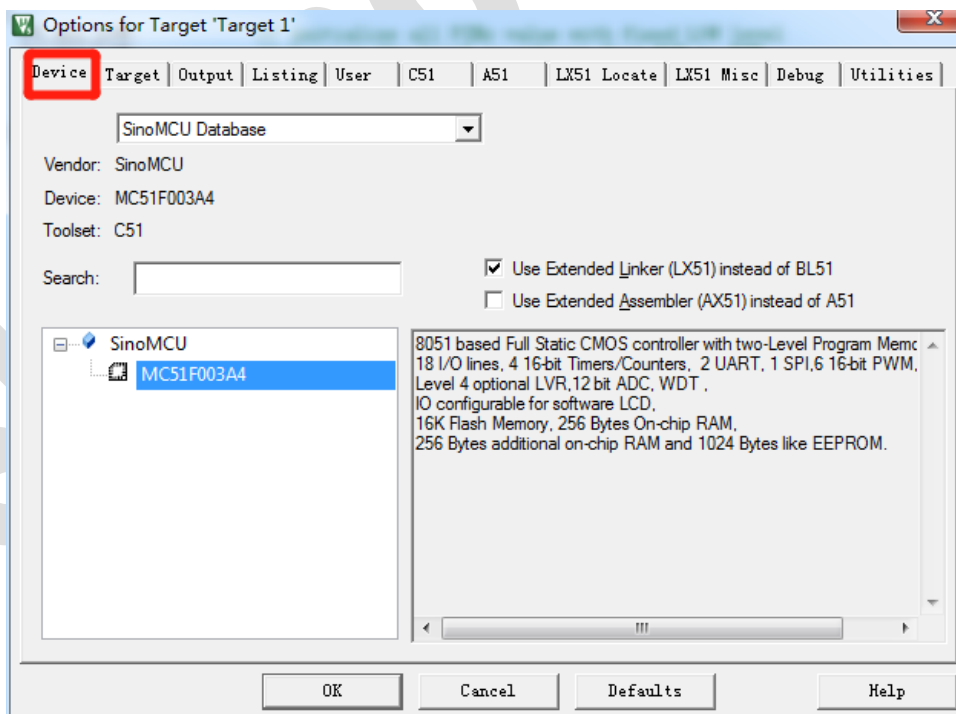 Options for Target 'Target 1'
Device Target Output Listing User C51 A51 LX51 Locate LX51 Misc Debug Utilities
SinoMCU Database
Vendor: SinoMCU
Device: MC51F003A4
Toolset: C51
Search:
Use Extended Linker (LX51) instead of BL51
Use Extended Assembler (AX51) instead of A51
SinoMCU
MC51F003A4
8051 based Full Static CMOS controller with two-Level Program Memc
18 I/O lines, 4 16-bit Timers/Counters, 2 UART, 1 SPI,6 16-bit PWM,
Level 4 optional LVR,12 bit ADC, WDT ,
IO configurable for software LCD,
16K Flash Memory, 256 Bytes On-chip RAM,
256 Bytes additional on-chip RAM and 1024 Bytes like EEPROM.
OK Cancel Defaults Help